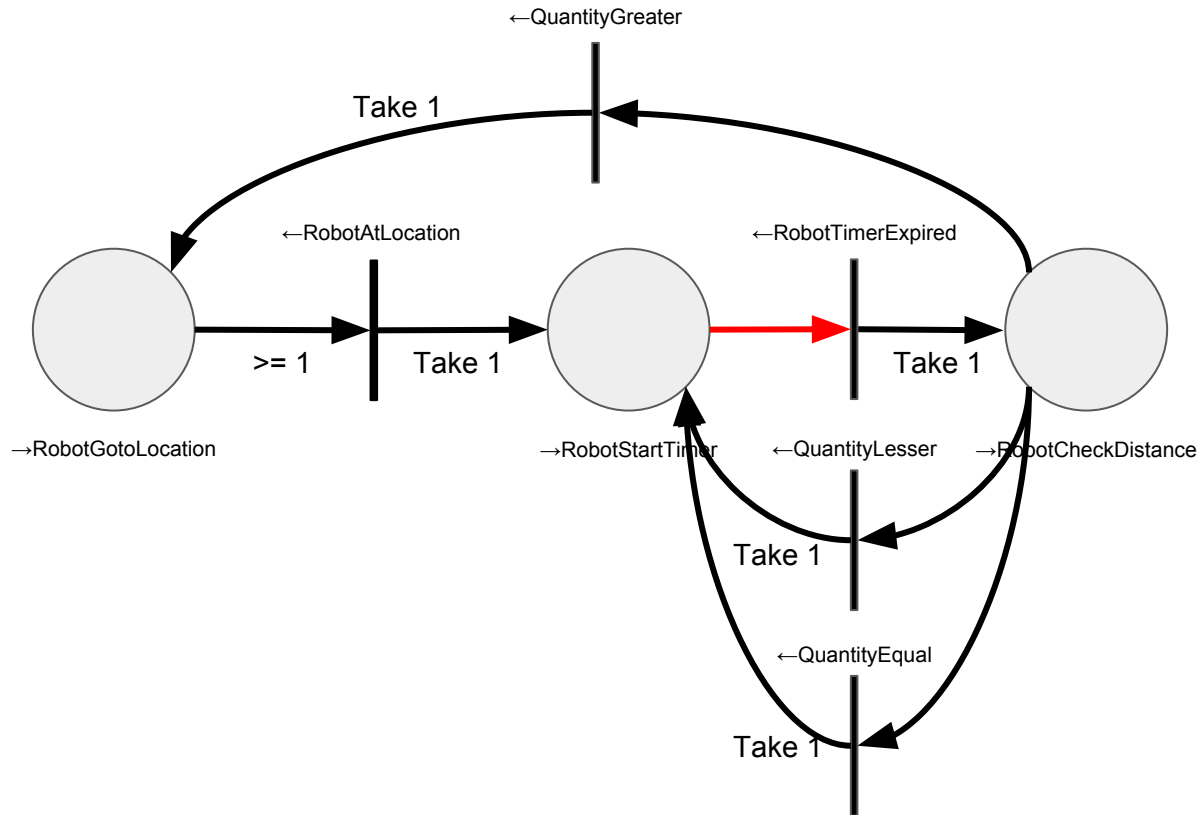 ←QuantityGreater
Take 1
←RobotAtLocation
←RobotTimerExpired
>= 1
Take 1
Take 1
→RobotGotoLocation
→RobotStartTimer
←QuantityLesser
→RobotCheckDistance
Take 1
←QuantityEqual
Take 1